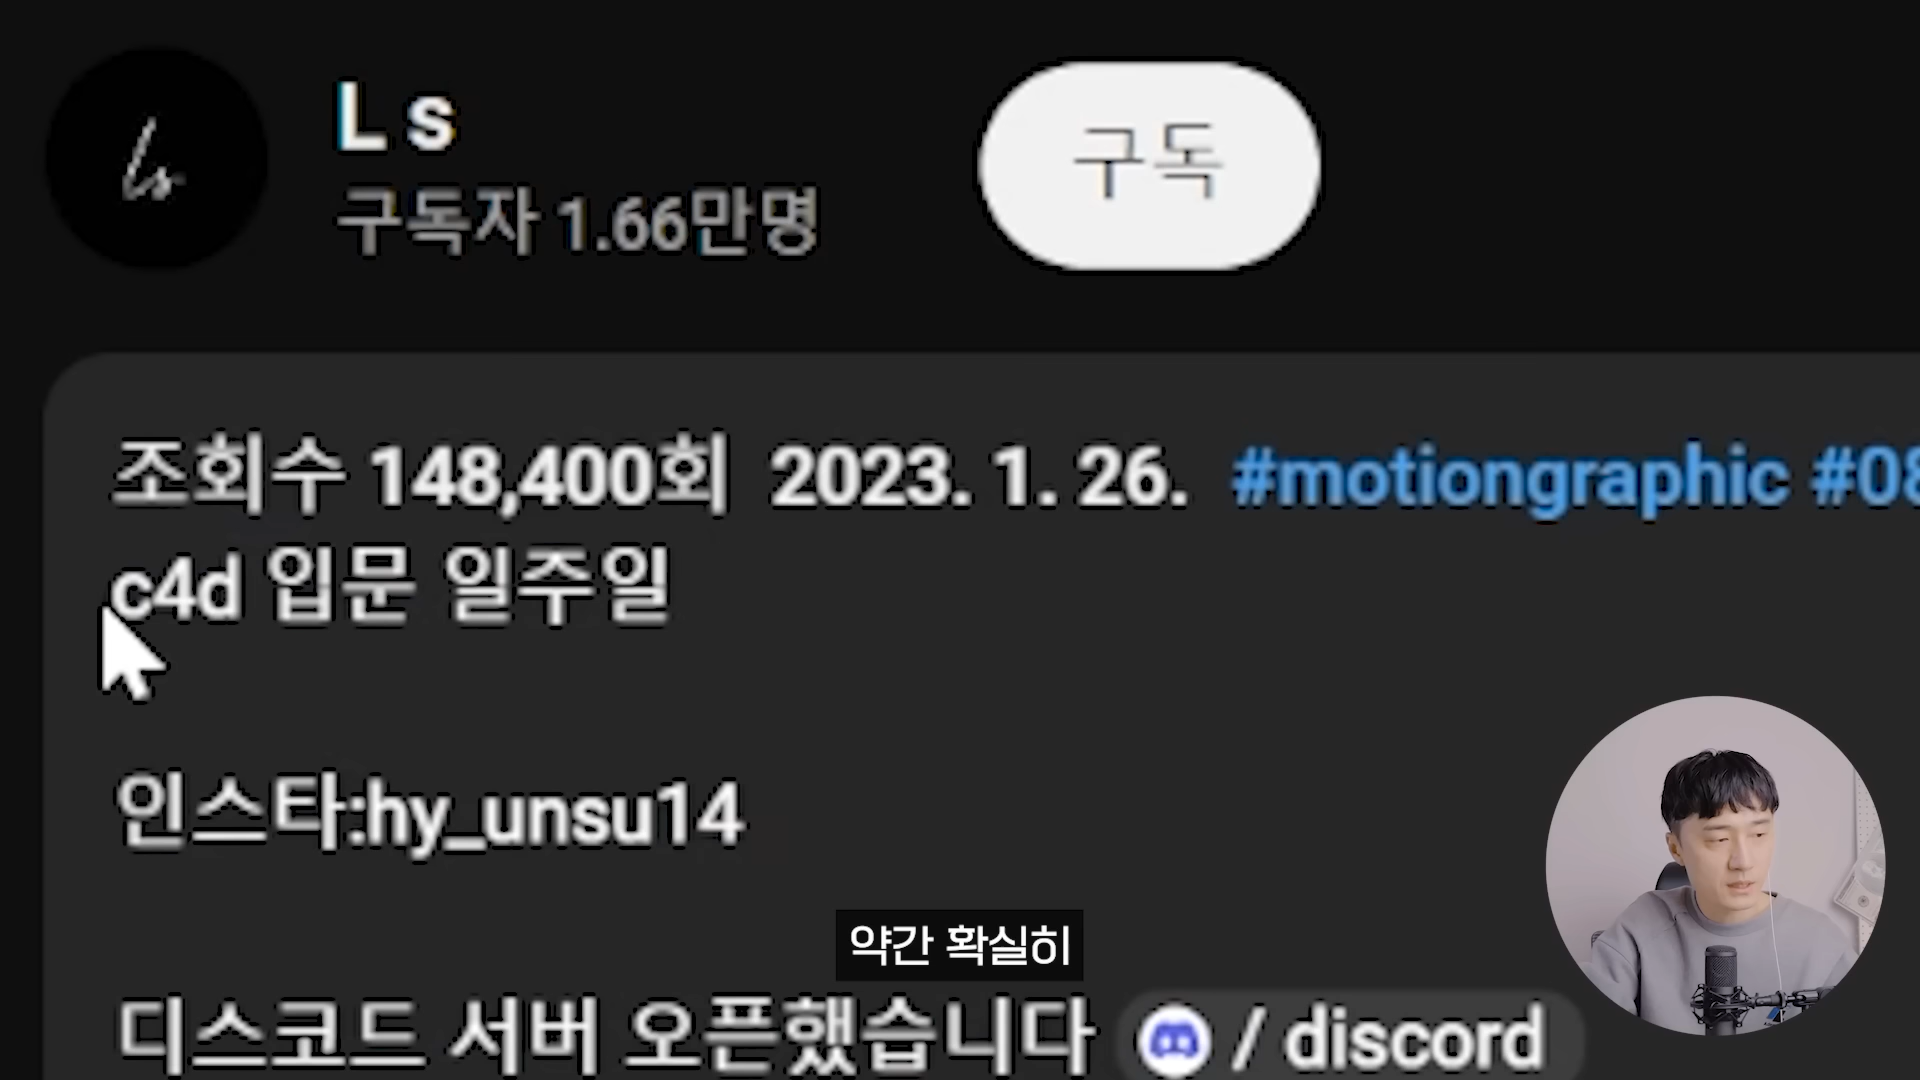 ls
L s
구독자 1.66만명
구독
조회수 148,400회 2023. 1. 26. #motiongraphic #08
c4d 입문 일주일
인스타:hy_unsu14
약간 확실히
디스코드 서버 오픈했습니다 / discord